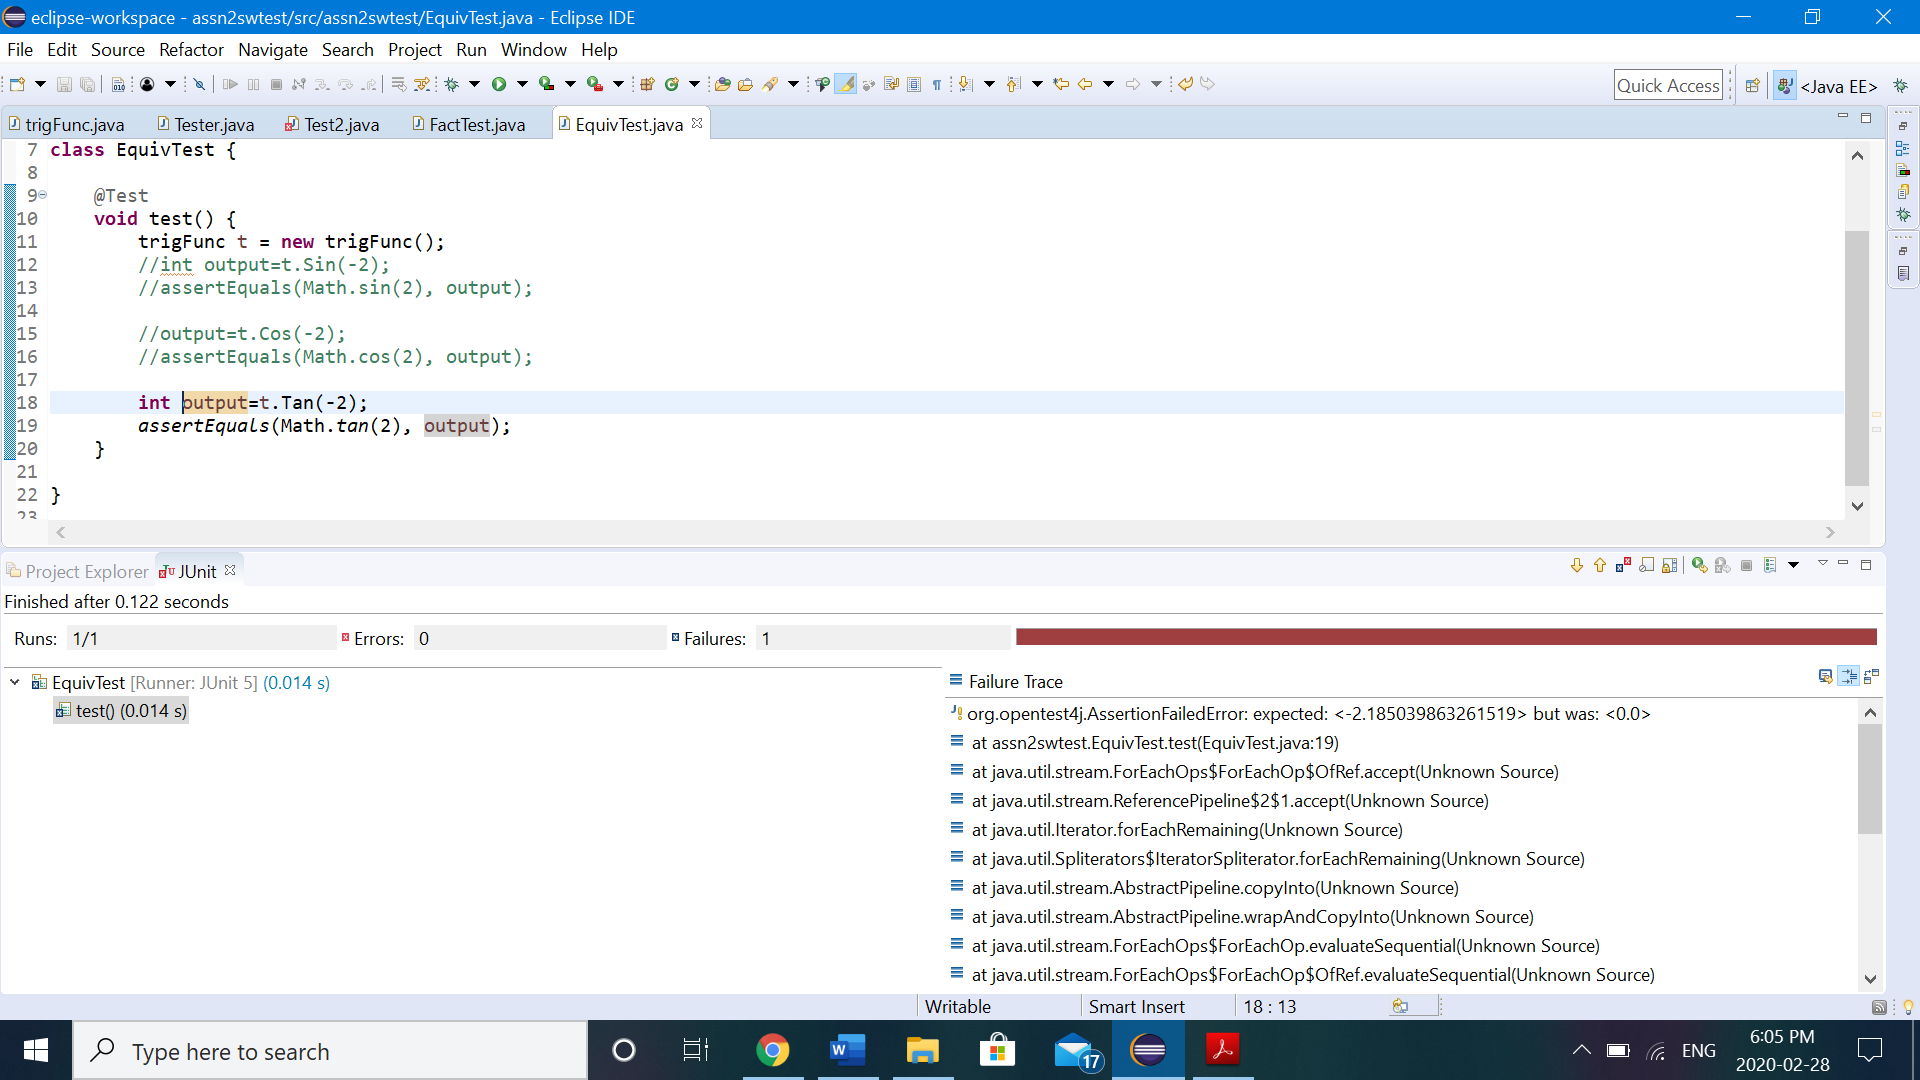 eclipse-workspace - assn2swtest/src/assn2swtest/EquivTest.java - Eclipse IDE
File Edit Source Refactor Navigate Search Project Run Window Help
Quick Access
<Java EE>
trigFunc.java Tester.java Test2.java FactTest.java EquivTest.java
7 class EquivTest {
8
9 @Test
10 void test() {
11 trigFunc t = new trigFunc();
12 //int output=t.Sin(-2);
13 //assertEquals(Math.sin(2), output);
14
15 //output=t.Cos(-2);
16 //assertEquals(Math.cos(2), output);
17
18 int output=t.Tan(-2);
19 assertEquals(Math.tan(2), output);
20 }
21
22 }
23
Project Explorer JUnit
Finished after 0.122 seconds
Runs: 1/1 Errors: 0 Failures: 1
EquivTest [Runner: JUnit 5] (0.014 s)
test() (0.014 s)
Failure Trace
org.opentest4j.AssertionFailedError: expected: <-2.185039863261519> but was: <0.0>
at assn2swtest.EquivTest.test(EquivTest.java:19)
at java.util.stream.ForEachOps$ForEachOp$OfRef.accept(Unknown Source)
at java.util.stream.ReferencePipeline$2$1.accept(Unknown Source)
at java.util.Iterator.forEachRemaining(Unknown Source)
at java.util.Spliterators$IteratorSpliterator.forEachRemaining(Unknown Source)
at java.util.stream.AbstractPipeline.copyInto(Unknown Source)
at java.util.stream.AbstractPipeline.wrapAndCopyInto(Unknown Source)
at java.util.stream.ForEachOps$ForEachOp.evaluateSequential(Unknown Source)
at java.util.stream.ForEachOps$ForEachOp$OfRef.evaluateSequential(Unknown Source)
Writable Smart Insert 18 : 13
Type here to search
17
ENG
6:05 PM
2020-02-28